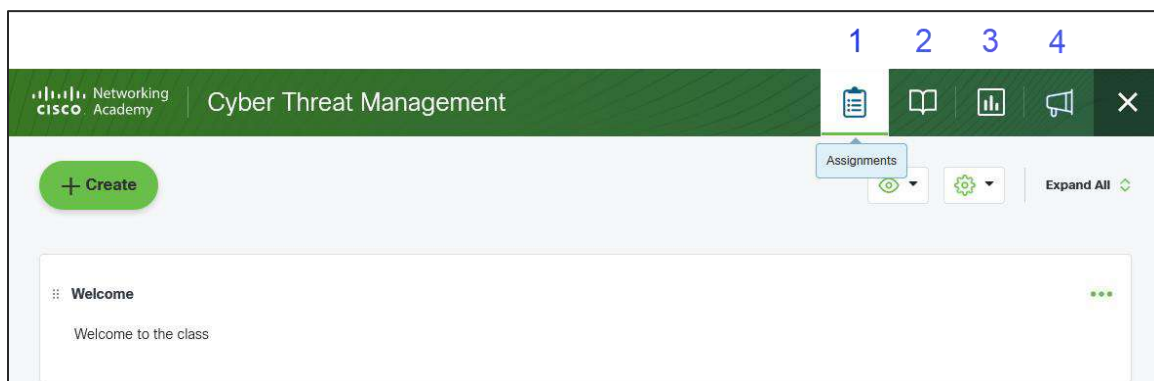 1 2 3 4
Networking
CISCO Academy
Cyber Threat Management
Assignments
+ Create
Expand All
Welcome
Welcome to the class